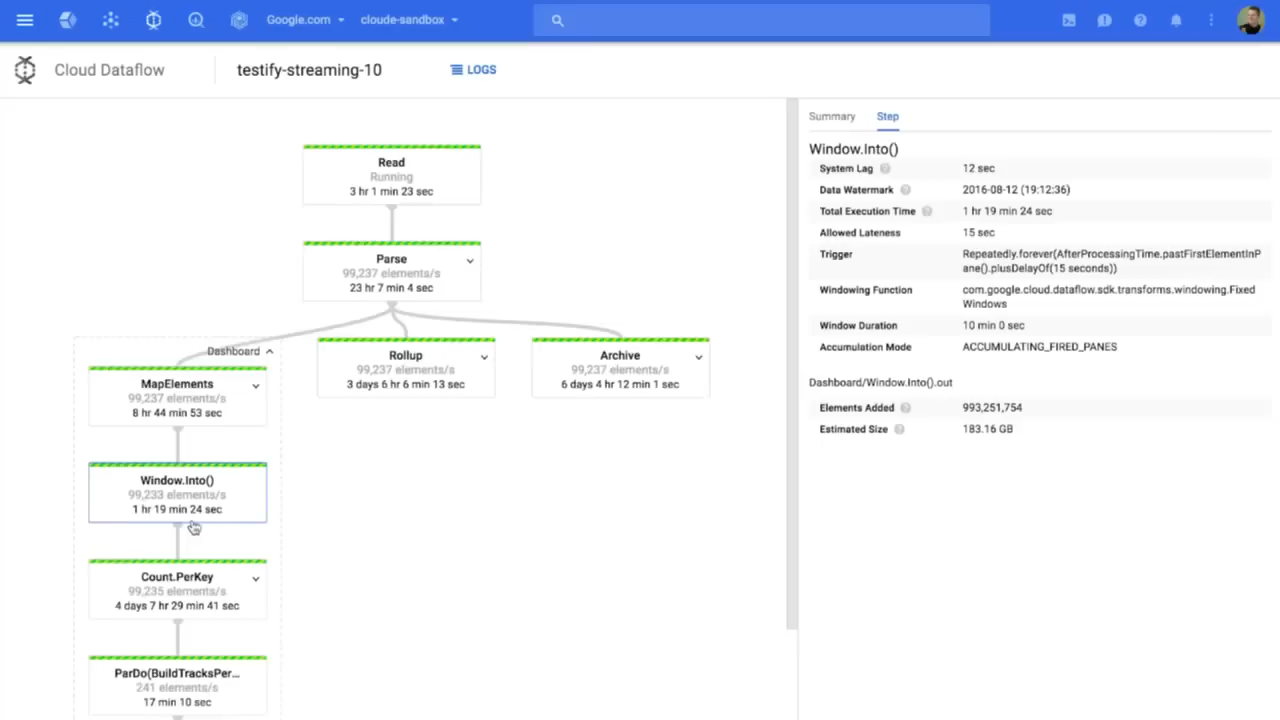 Google.com
cloude-sandbox
Cloud Dataflow
testify-streaming-10
LOGS
Read
Running
3 hr 1 min 23 sec
Parse
99,237 elements/s
23 hr 7 min 4 sec
Dashboard
MapElements
99,237 elements/s
8 hr 44 min 53 sec
Rollup
99,237 elements/s
3 days 6 hr 6 min 13 sec
Archive
99,237 elements/s
6 days 4 hr 12 min 1 sec
Window.Into()
99,233 elements/s
1 hr 19 min 24 sec
Count.PerKey
99,235 elements/s
4 days 7 hr 29 min 41 sec
ParDo(BuildTracksPer...
241 elements/s
17 min 10 sec
Summary
Step
Window.Into()
System Lag 12 sec
Data Watermark 2016-08-12 (19:12:36)
Total Execution Time 1 hr 19 min 24 sec
Allowed Lateness 15 sec
Trigger Repeatedly.forever(AfterProcessingTime.pastFirstElementInP
ane().plusDelayOf(15 seconds))
Windowing Function com.google.cloud.dataflow.sdk.transforms.windowing.Fixed
Windows
Window Duration 10 min 0 sec
Accumulation Mode ACCUMULATING_FIRED_PANES
Dashboard/Window.Into().out
Elements Added 993,251,754
Estimated Size 183.16 GB